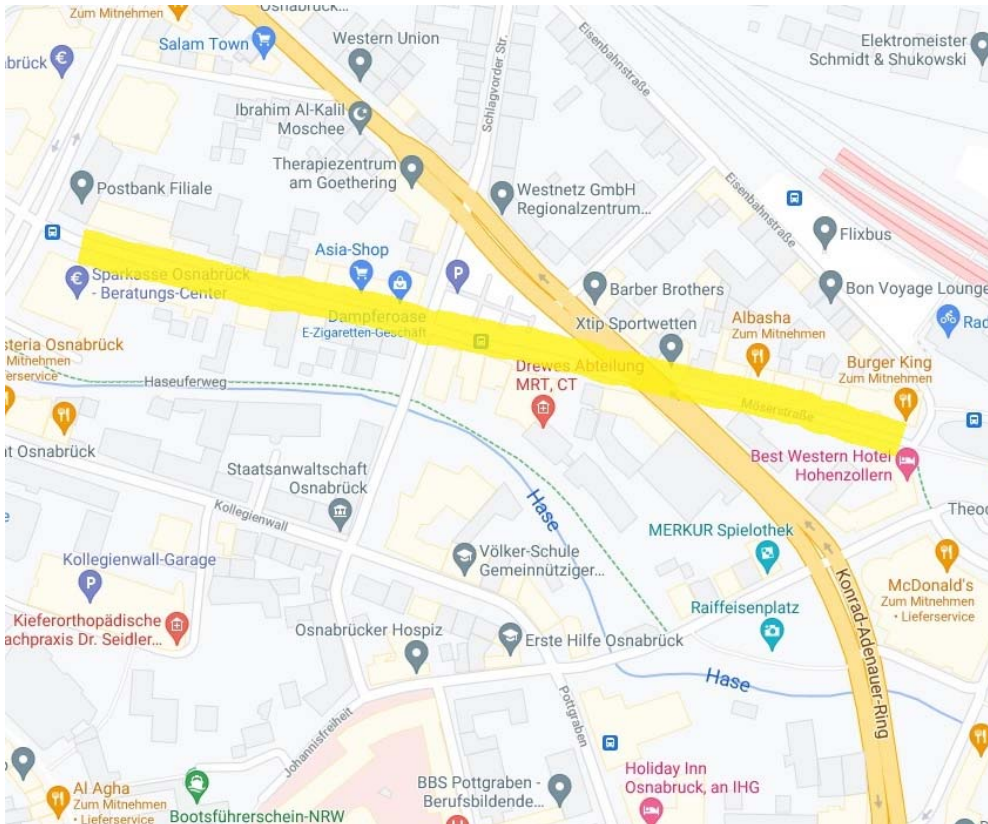 Zum Mitnehmen
Osnabrück...
Salam Town
Western Union
Schlagvorder Str.
Eisenbahnstraße
Elektromeister
Schmidt & Shukowski
brück
Ibrahim Al-Kalil
Moschee
Therapiezentrum
am Goethering
Postbank Filiale
Westnetz GmbH
Regionalzentrum...
Eisenbahnstraße
Flixbus
Asia-Shop
P
Sparkasse Osnabrück
- Beratungs-Center
Dampferoase
E-Zigaretten-Geschäft
Barber Brothers
Bon Voyage Lounge
Xtip Sportwetten
Albasha
Zum Mitnehmen
Rad
steria Osnabrück
Mitnehmen
ieferservice
Haseuferweg
Drewes Abteilung
MRT, CT
Burger King
Zum Mitnehmen
Möserstraße
t Osnabrück
Staatsanwaltschaft
Osnabrück
Best Western Hotel
Hohenzollern
Kollegienwall
Hase
Theod
MERKUR Spielothek
Kollegienwall-Garage
P
Völker-Schule
Gemeinnütziger...
Konrad-Adenauer-Ring
McDonald's
Zum Mitnehmen
• Lieferservice
Kieferorthopädische
achpraxis Dr. Seidler...
Raiffeisenplatz
Osnabrücker Hospiz
Erste Hilfe Osnabrück
Hase
Pottgraben
Johannisfreiheit
Al Agha
Zum Mitnehmen
• Lieferservice
Bootsführerschein-NRW
BBS Pottgraben -
Berufsbildende...
Holiday Inn
Osnabruck, an IHG